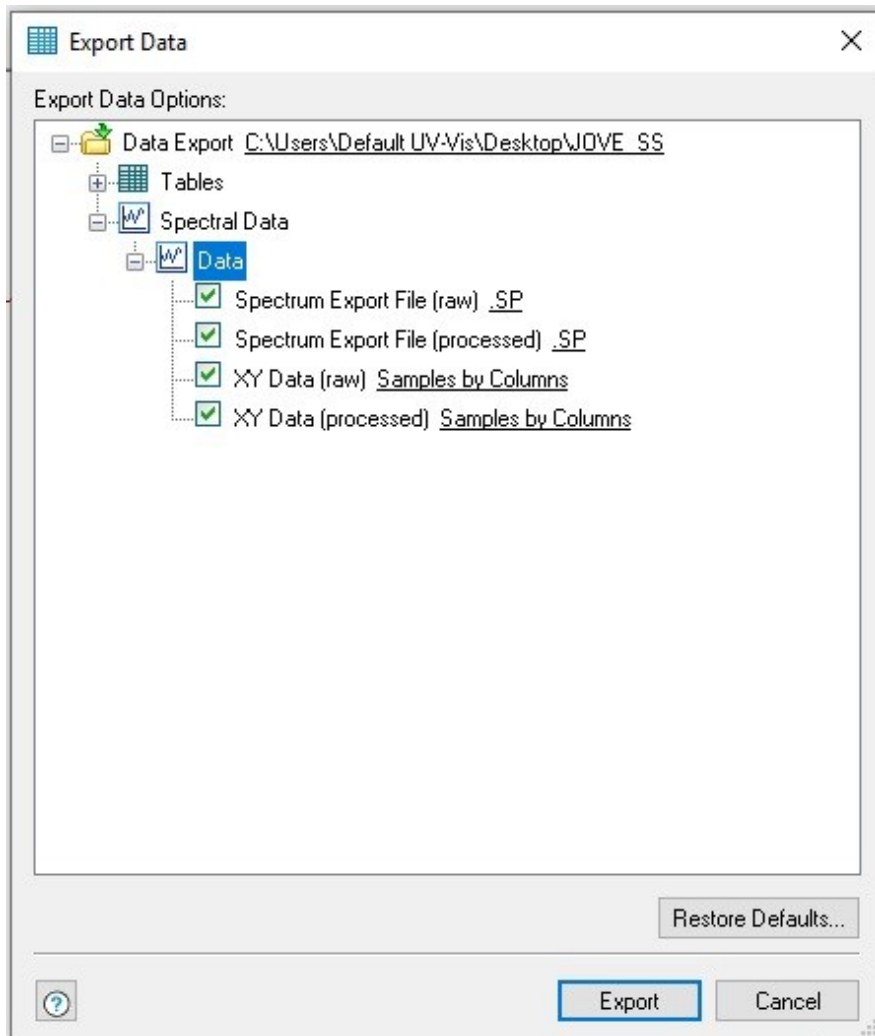 Export Data
Export Data Options:
Data Export C:\Users\Default UV-Vis\Desktop\JOVE_SS
Tables
Spectral Data
Data
Spectrum Export File (raw) .SP
Spectrum Export File (processed) .SP
XY Data (raw) Samples by Columns
XY Data (processed) Samples by Columns
Restore Defaults...
Export Cancel